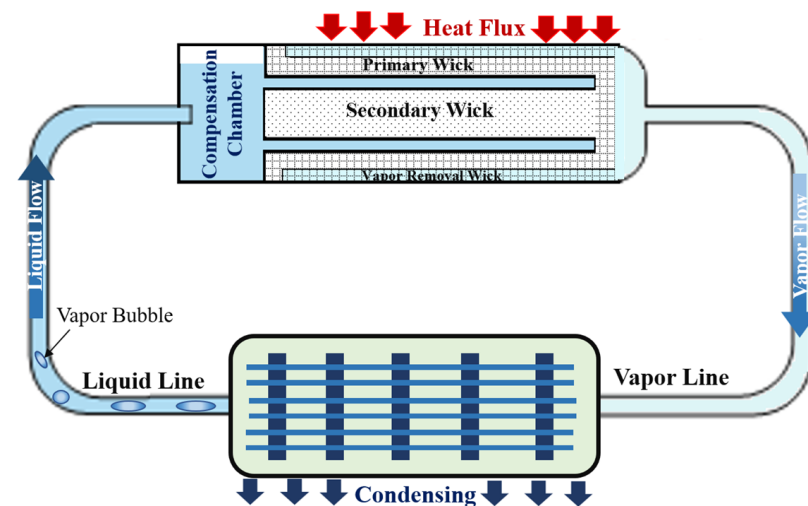 Heat Flux
Primary Wick
Secondary Wick
Vapor Removal Wick
Compensation
Chamber
Liquid Flow
Vapor Flow
Vapor Bubble
Liquid Line
Vapor Line
Condensing